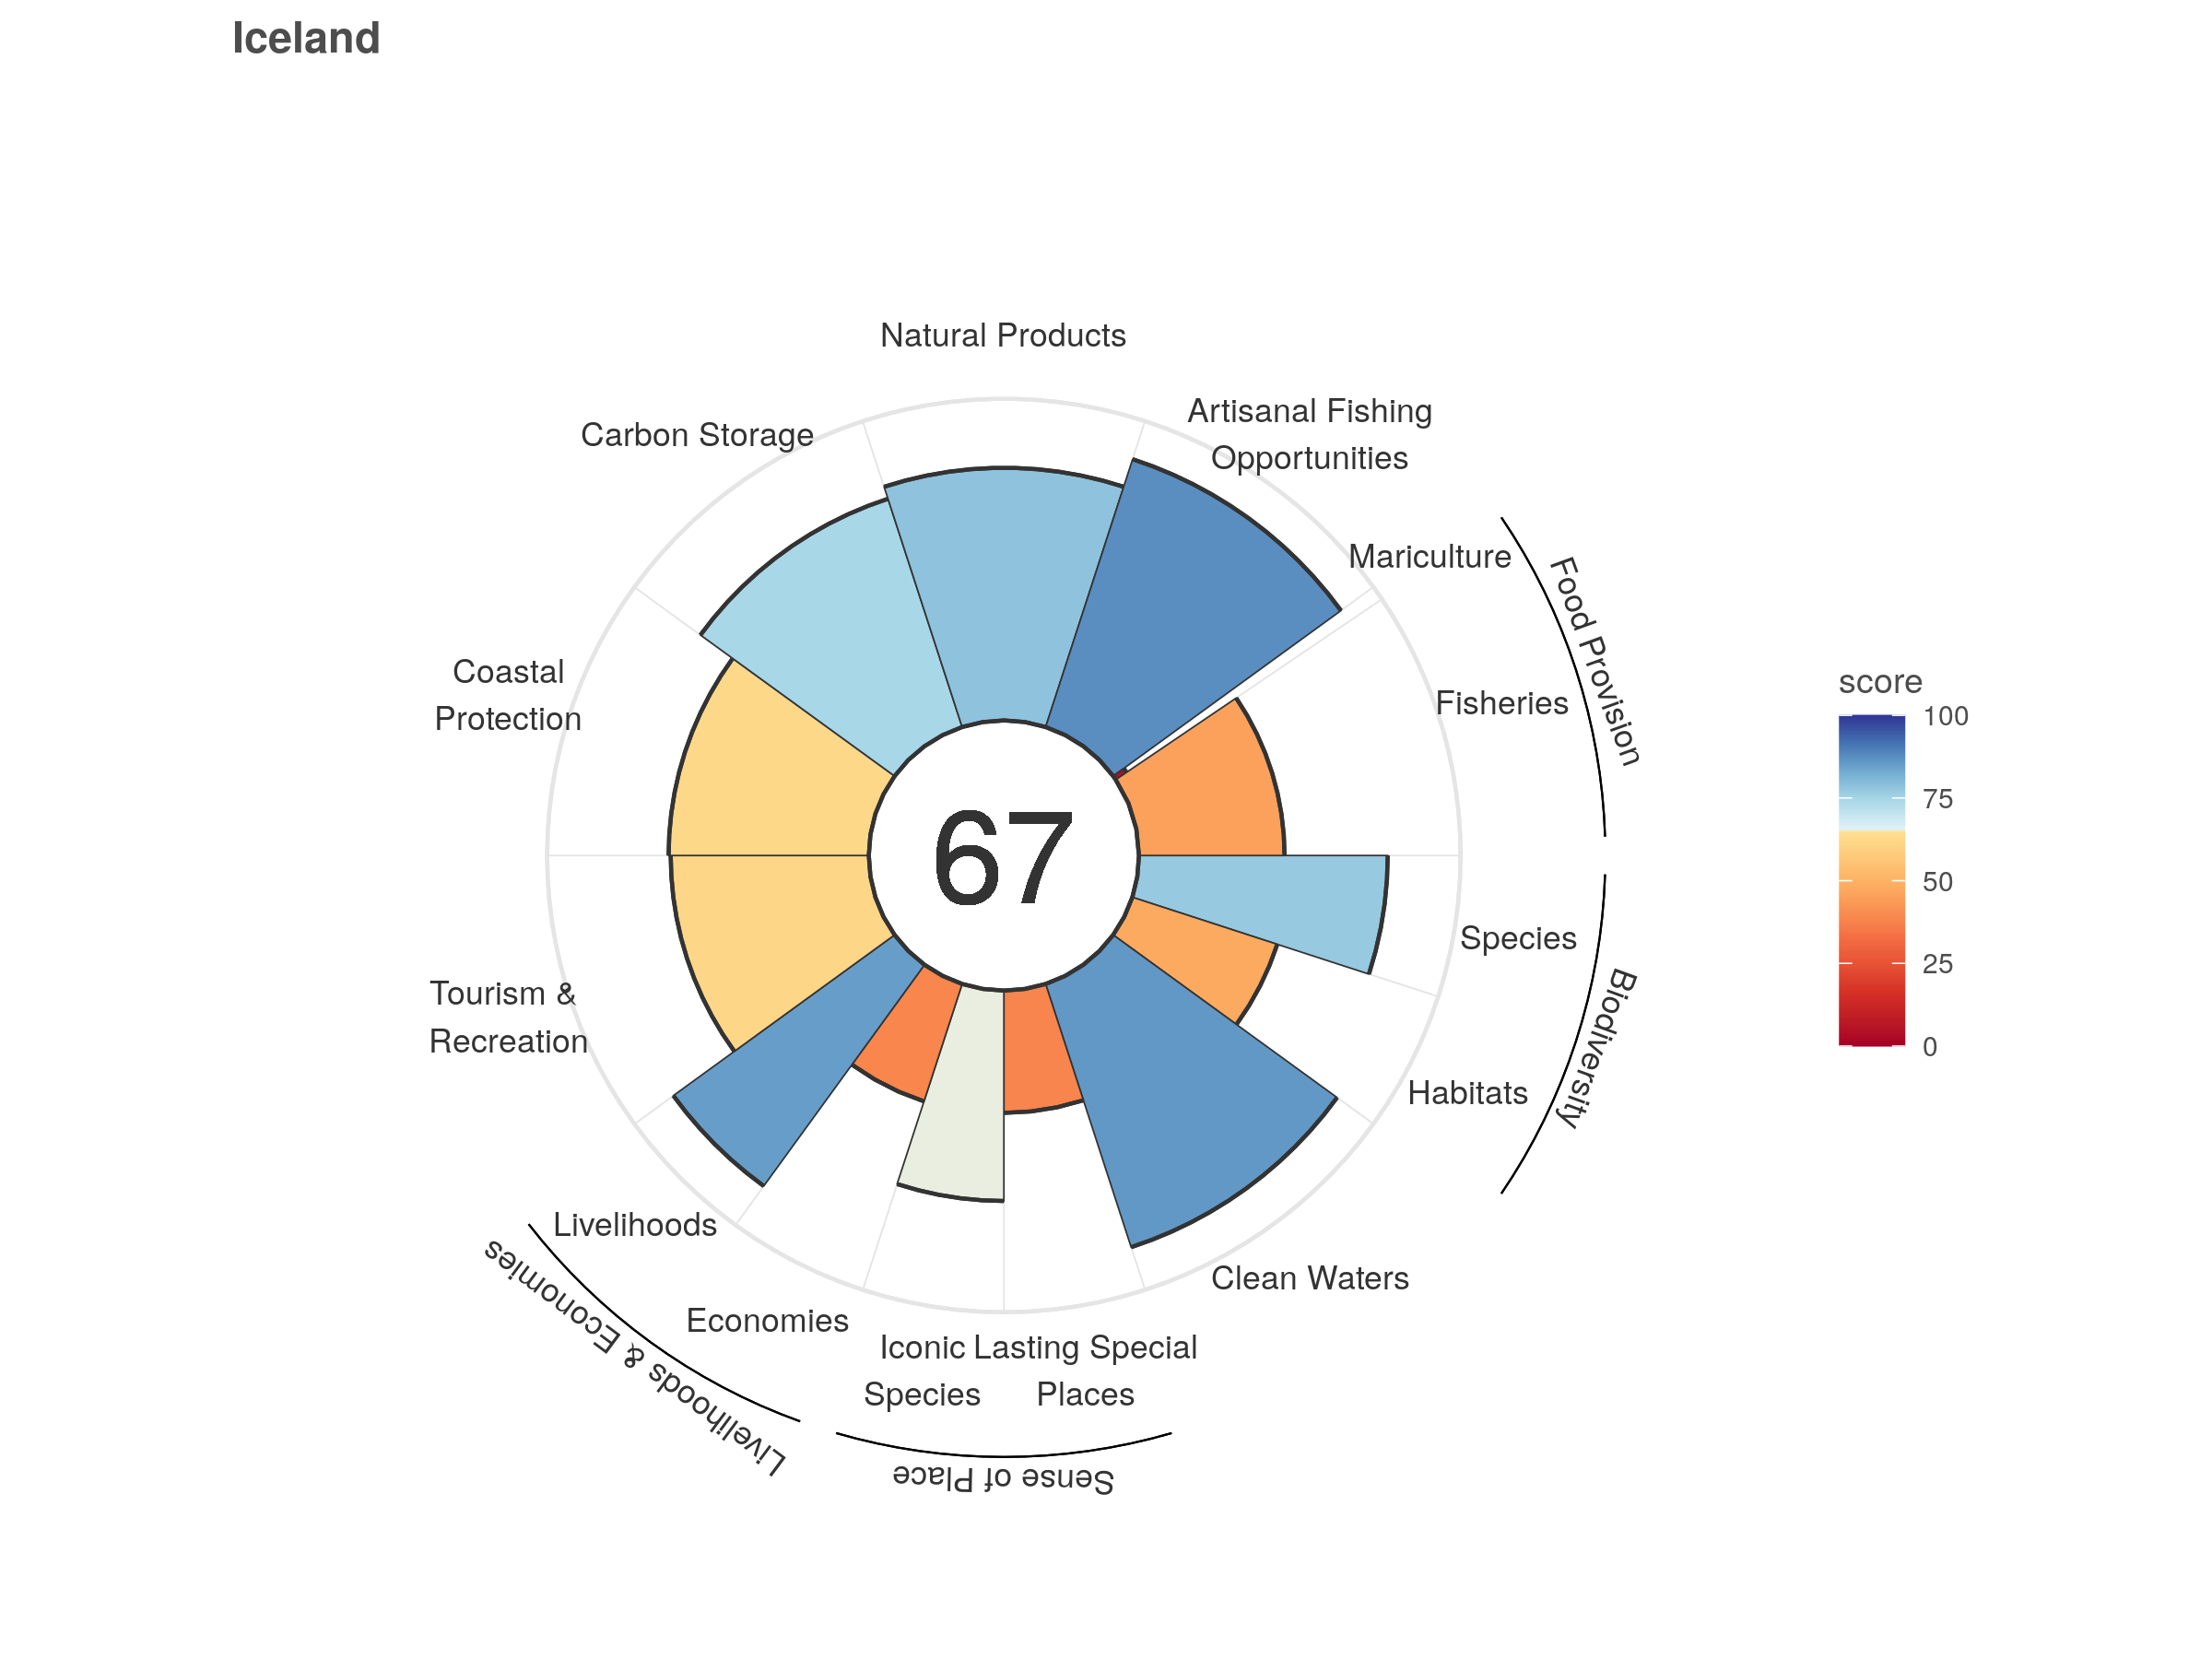 Iceland
Natural Products
Artisanal Fishing
Opportunities
Carbon Storage
Mariculture
Food Provision
Fisheries
Coastal
Protection
67
score
100
75
50
25
0
Species
Biodiversity
Habitats
Tourism &
Recreation
Livelihoods
Livelihoods & Economies
Economies
Clean Waters
Iconic
Species
Lasting Special
Places
Sense of Place